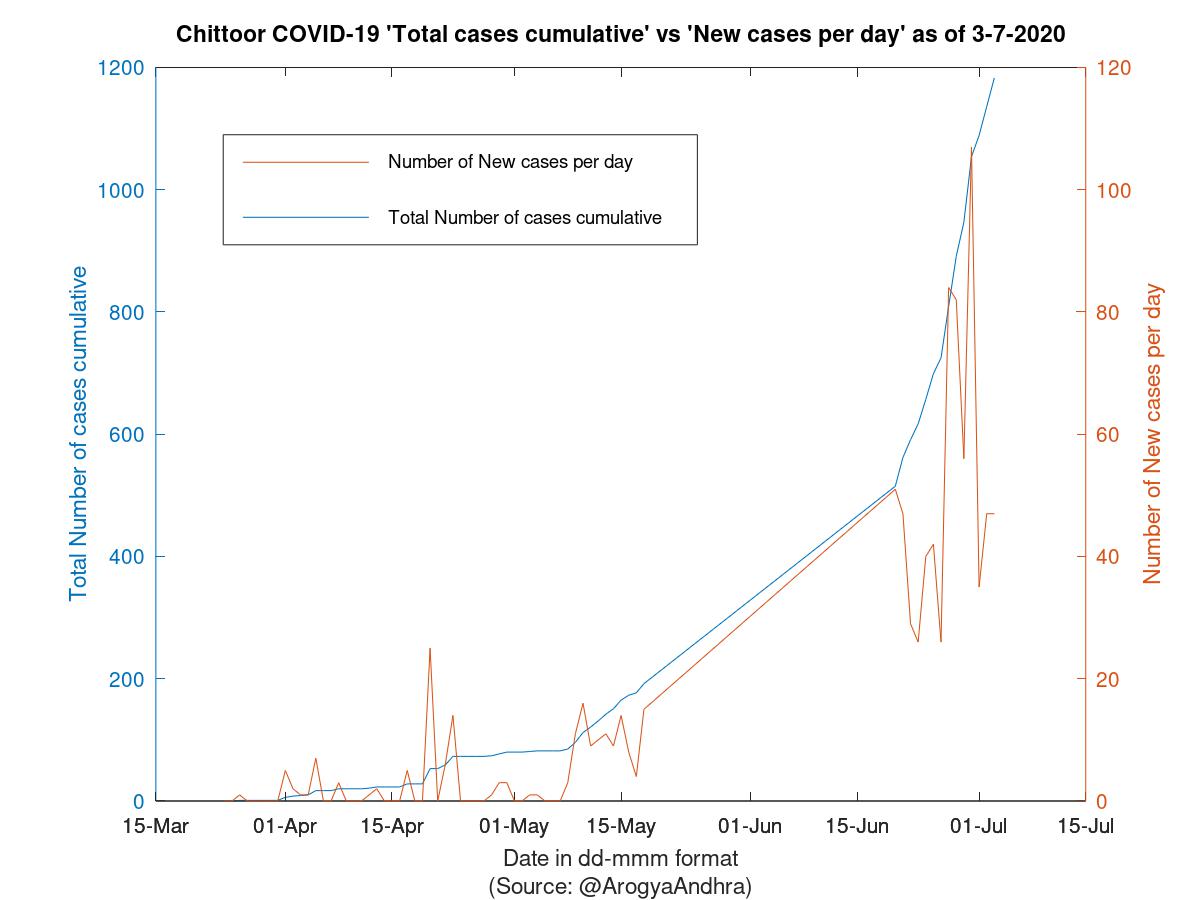 Chittoor COVID-19 'Total cases cumulative' vs 'New cases per day' as of 3-7-2020
1200
1000
800
600
400
200
0
Total Number of cases cumulative
Number of New cases per day
Total Number of cases cumulative
120
100
80
60
40
20
0
Number of New cases per day
15-Mar 01-Apr 15-Apr 01-May 15-May 01-Jun 15-Jun 01-Jul 15-Jul
Date in dd-mmm format
(Source: @ArogyaAndhra)